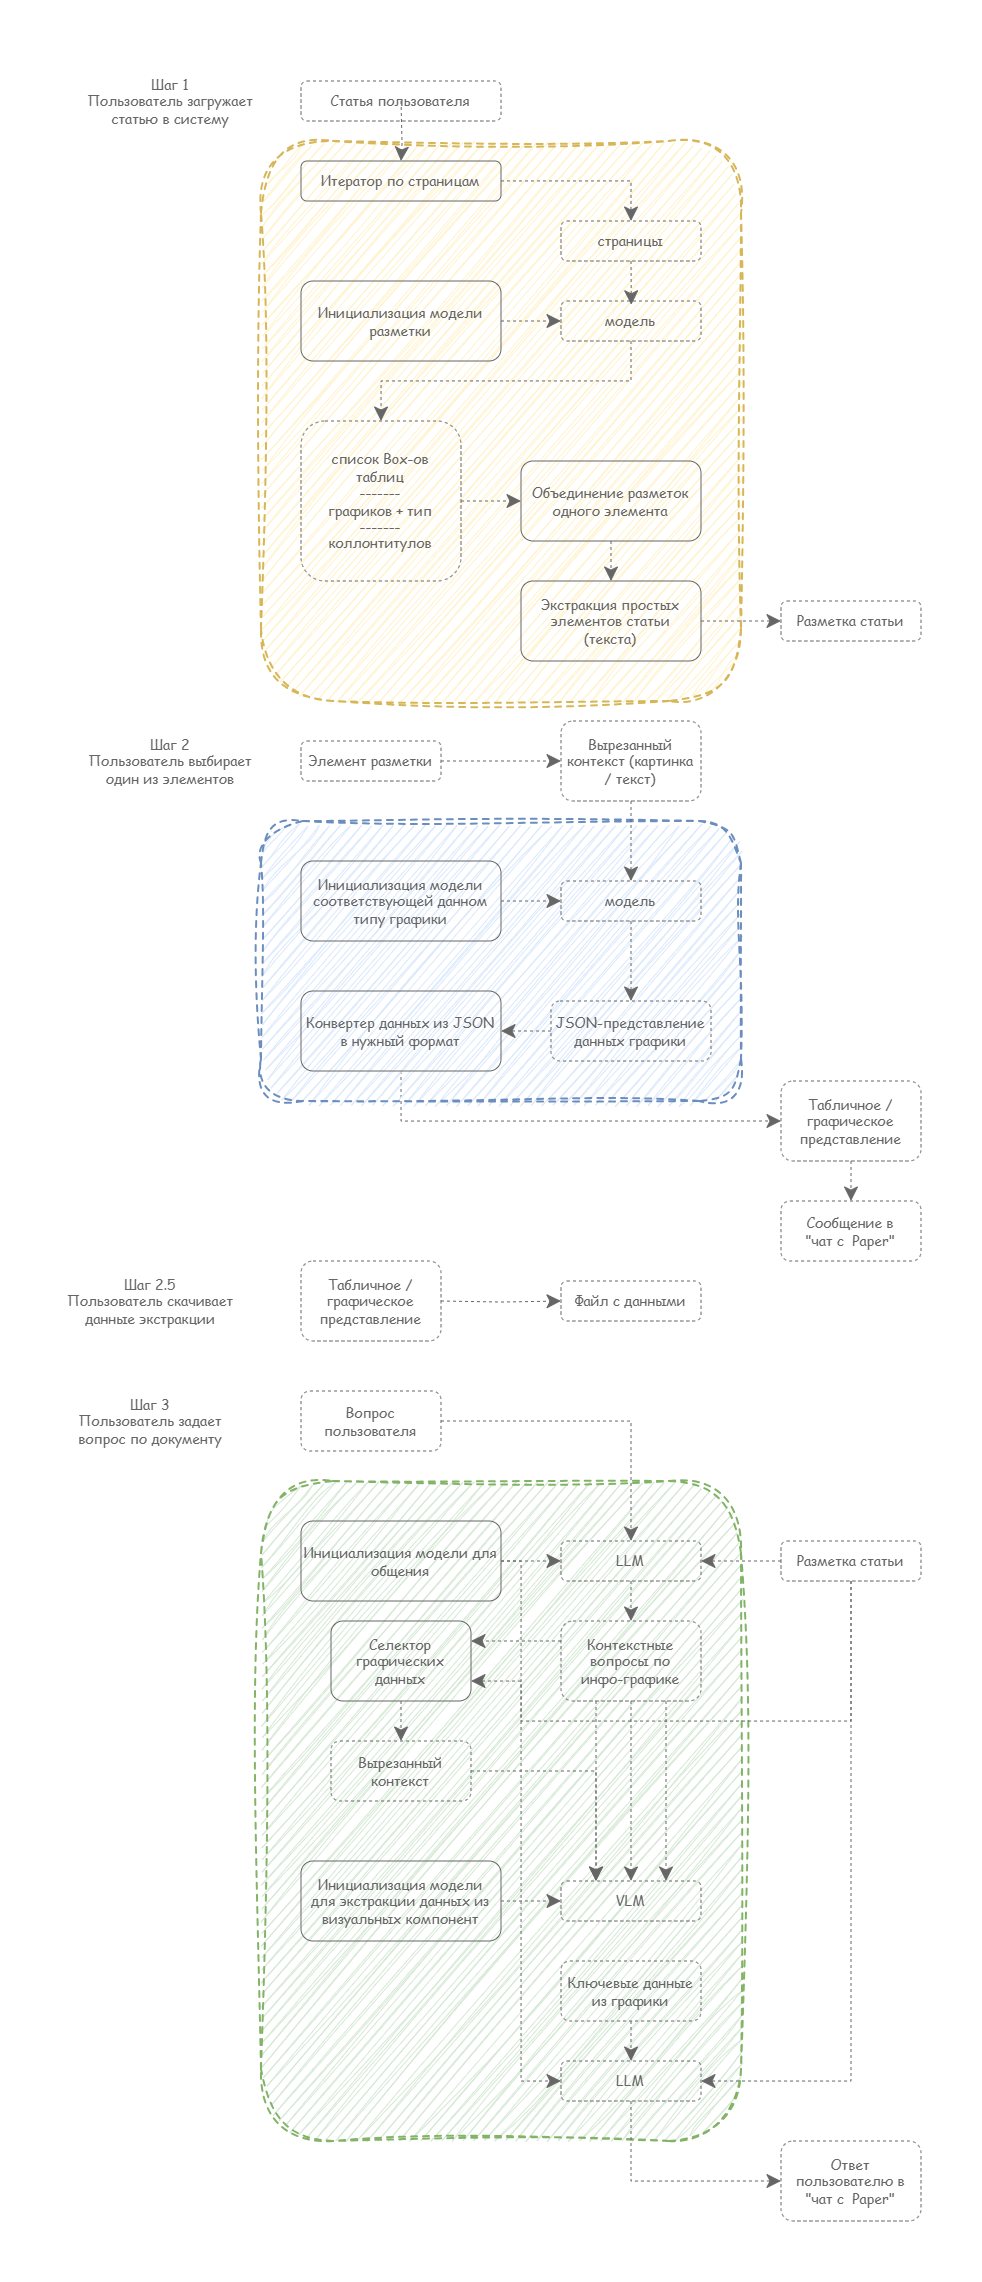 Шаг 1
Пользователь загружает
статью в систему
Статья пользователя
Итератор по страницам
страницы
Инициализация модели
разметки
модель
список Box-ов
таблиц
-------
графиков + тип
-------
коллонтитулов
Объединение разметок
одного элемента
Экстракция простых
элементов статьи
(текста)
Разметка статьи
Шаг 2
Пользователь выбирает
один из элементов
Элемент разметки
Вырезанный
контекст (картинка
/ текст)
Инициализация модели
соответствующей данном
типу графики
модель
Конвертер данных из JSON
в нужный формат
JSON-представление
данных графики
Табличное /
графическое
представление
Сообщение в
"чат с Paper"
Шаг 2.5
Пользователь скачивает
данные экстракции
Табличное /
графическое
представление
Файл с данными
Шаг 3
Пользователь задает
вопрос по документу
Вопрос
пользователя
Инициализация модели для
общения
LLM
Разметка статьи
Селектор
графических
данных
Контекстные
вопросы по
инфо-графике
Вырезанный
контекст
Инициализация модели
для экстракции данных из
визуальных компонент
VLM
Ключевые данные
из графики
LLM
Ответ
пользователю в
"чат с Paper"